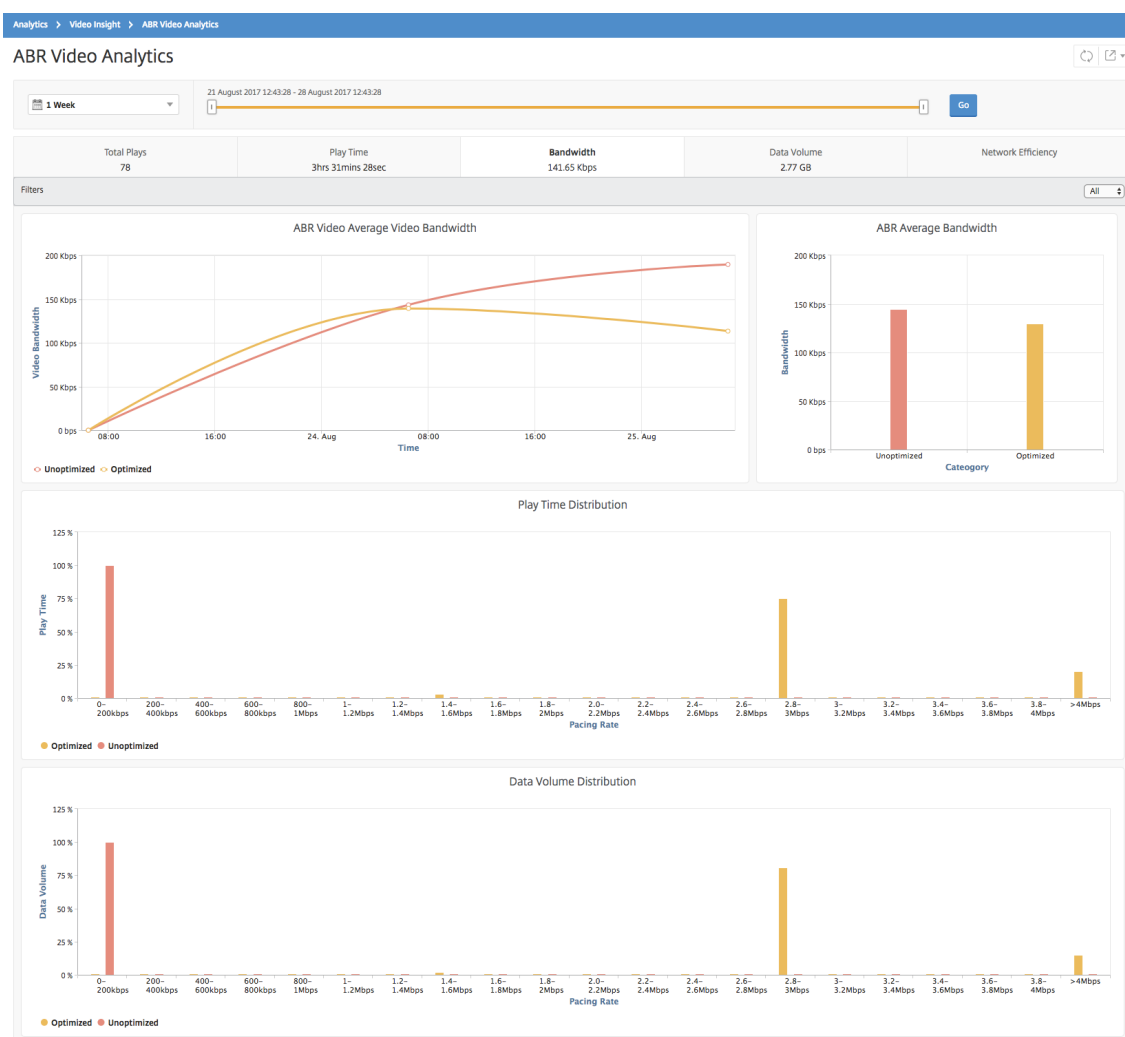 Analytics > Video Insight > ABR Video Analytics
ABR Video Analytics
1 Week
21 August 2017 12:43:28 - 28 August 2017 12:43:28
Go
Total Plays
78
Play Time
3hrs 31mins 28sec
Bandwidth
141.65 Kbps
Data Volume
2.77 GB
Network Efficiency
Filters
All
ABR Video Average Video Bandwidth
200 Kbps
150 Kbps
100 Kbps
50 Kbps
0 bps
Video Bandwidth
08:00 16:00 24. Aug 08:00 16:00 25. Aug
Time
Unoptimized Optimized
ABR Average Bandwidth
200 Kbps
150 Kbps
100 Kbps
50 Kbps
0 bps
Bandwidth
Unoptimized Optimized
Cateogory
Play Time Distribution
125 %
100 %
75 %
50 %
25 %
0 %
Play Time
0– 200– 400– 600– 800– 1– 1.2– 1.4– 1.6– 1.8– 2.0– 2.2– 2.4– 2.6– 2.8– 3– 3.2– 3.4– 3.6– 3.8– >4Mbps
200kbps 400kbps 600kbps 800kbps 1Mbps 1.2Mbps 1.4Mbps 1.6Mbps 1.8Mbps 2Mbps 2.2Mbps 2.4Mbps 2.6Mbps 2.8Mbps 3Mbps 3.2Mbps 3.4Mbps 3.6Mbps 3.8Mbps 4Mbps
Pacing Rate
Optimized Unoptimized
Data Volume Distribution
125 %
100 %
75 %
50 %
25 %
0 %
Data Volume
0– 200– 400– 600– 800– 1– 1.2– 1.4– 1.6– 1.8– 2.0– 2.2– 2.4– 2.6– 2.8– 3– 3.2– 3.4– 3.6– 3.8– >4Mbps
200kbps 400kbps 600kbps 800kbps 1Mbps 1.2Mbps 1.4Mbps 1.6Mbps 1.8Mbps 2Mbps 2.2Mbps 2.4Mbps 2.6Mbps 2.8Mbps 3Mbps 3.2Mbps 3.4Mbps 3.6Mbps 3.8Mbps 4Mbps
Pacing Rate
Optimized Unoptimized